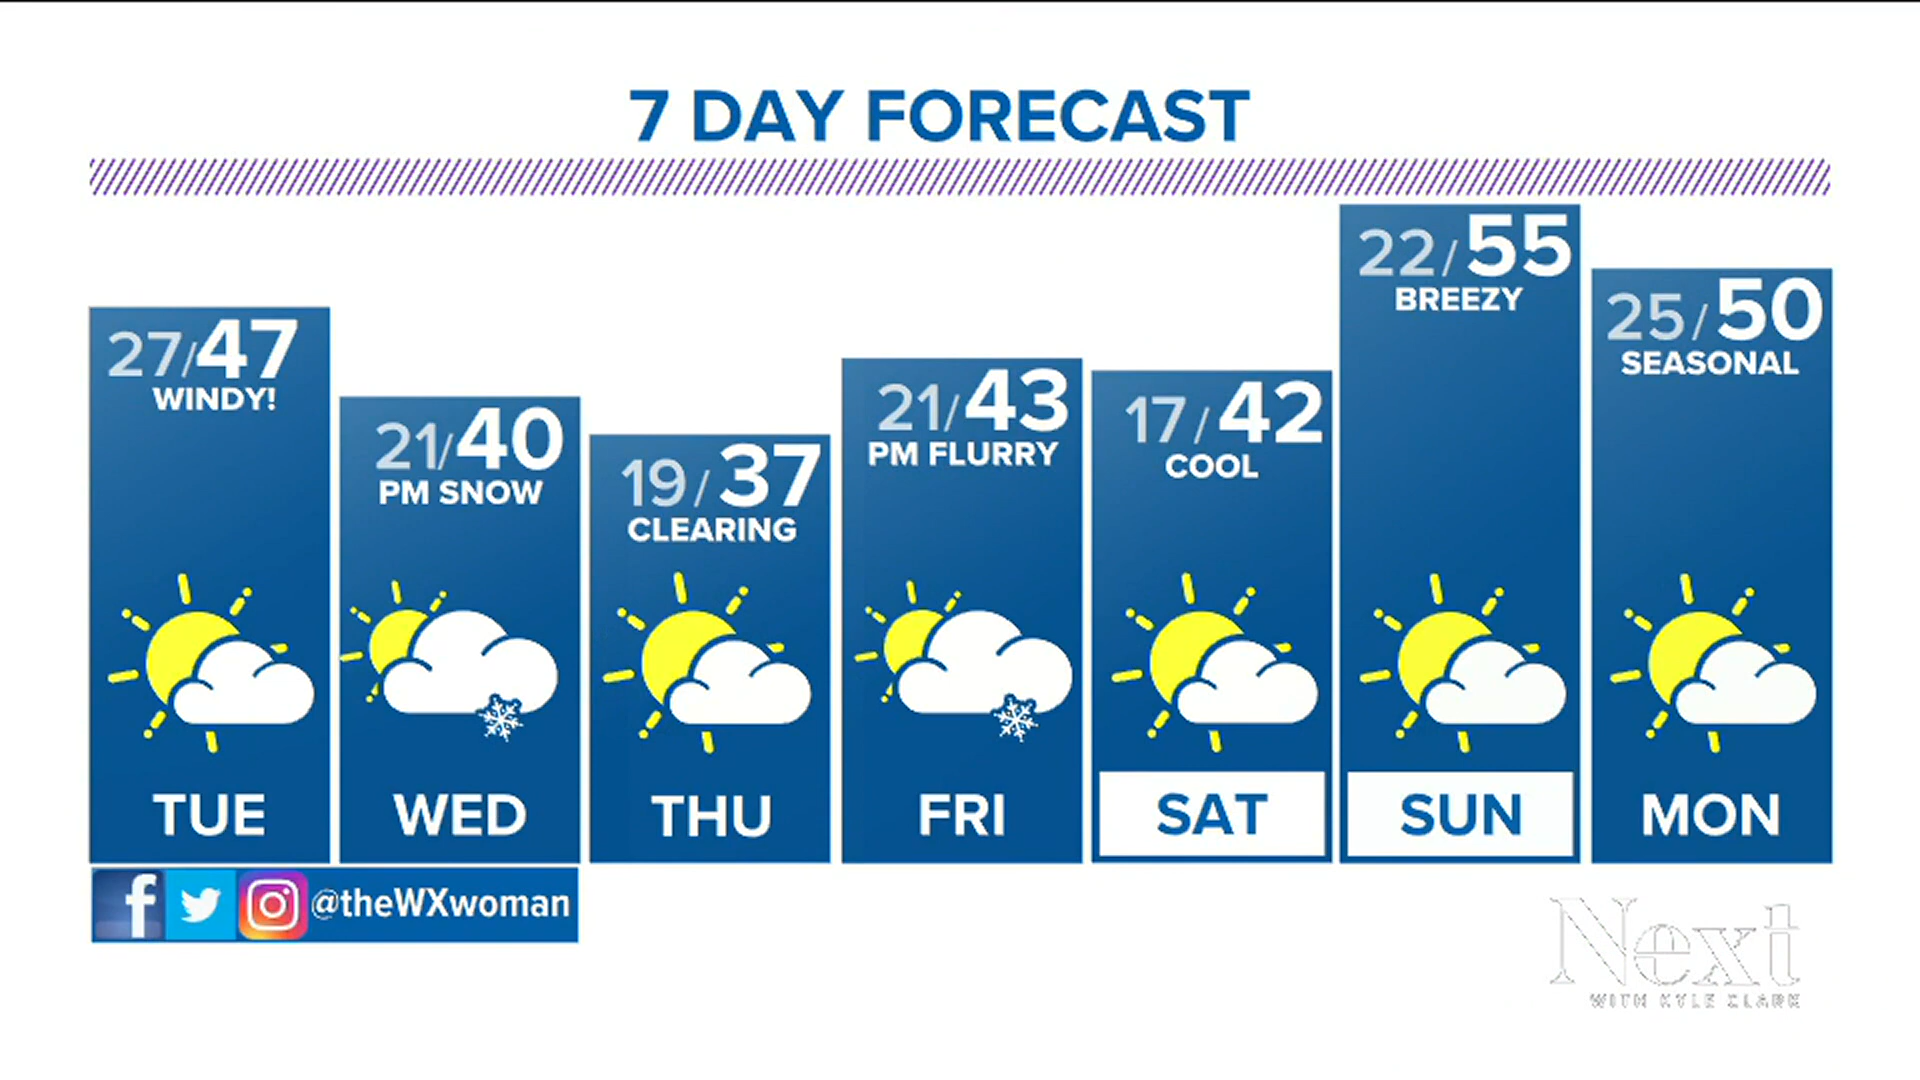 7 DAY FORECAST
27/47
WINDY!
TUE
21/40
PM SNOW
WED
19/37
CLEARING
THU
21/43
PM FLURRY
FRI
17/42
COOL
SAT
22/55
BREEZY
SUN
25/50
SEASONAL
MON
@theWXwoman
Next
WITH KYLE CLARK